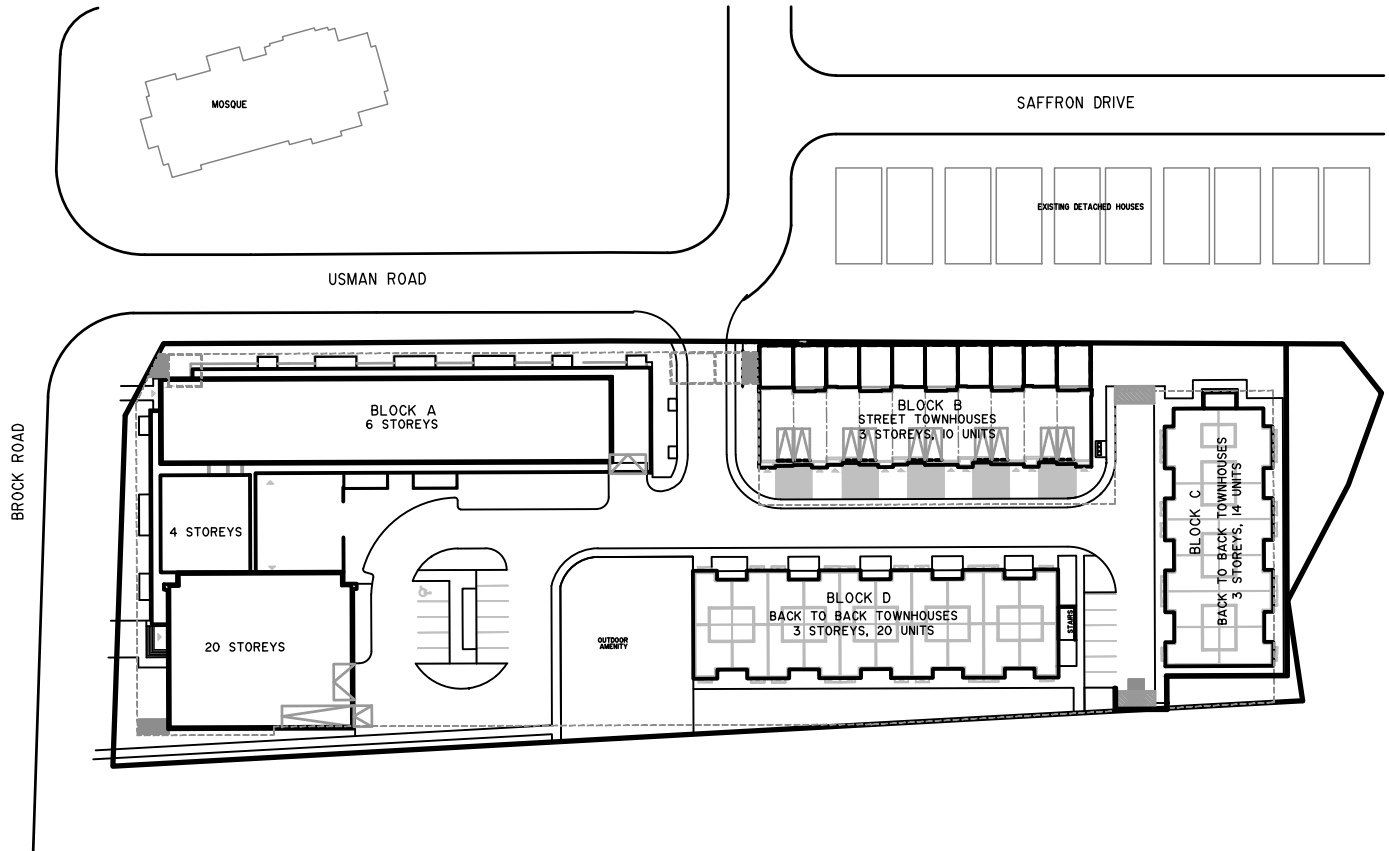 MOSQUE
SAFFRON DRIVE
EXISTING DETACHED HOUSES
USMAN ROAD
BROCK ROAD
BLOCK A
6 STOREYS
BLOCK B
STREET TOWNHOUSES
3 STOREYS, 10 UNITS
BLOCK C
BACK TO BACK TOWNHOUSES
3 STOREYS, 14 UNITS
4 STOREYS
20 STOREYS
OUTDOOR
AMENITY
BLOCK D
BACK TO BACK TOWNHOUSES
3 STOREYS, 20 UNITS
STAIRS